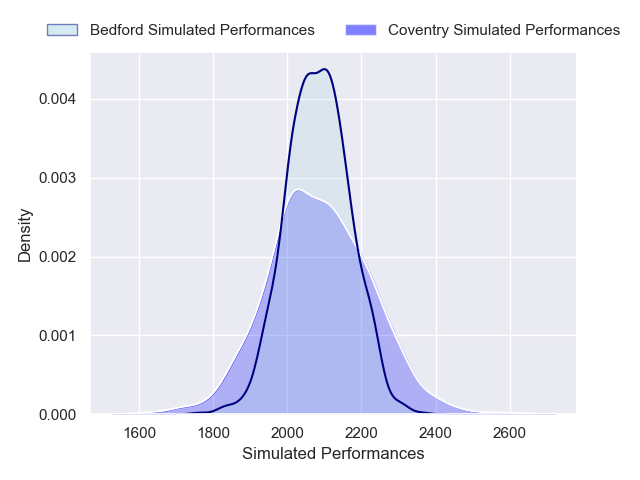 Bedford Simulated Performances
Coventry Simulated Performances
0.004
0.003
0.002
0.001
0.000
Density
1600 1800 2000 2200 2400 2600
Simulated Performances